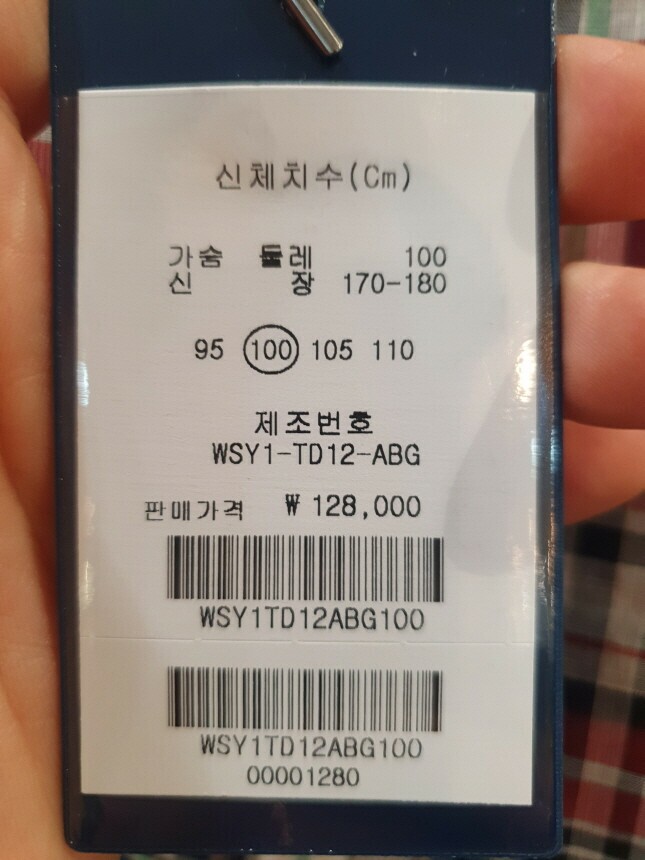 신체치수(Cm)
가슴 둘레 100
신 장 170-180
95 100 105 110
제조번호
WSY1-TD12-ABG
판매가격 ₩ 128,000
WSY1TD12ABG100
WSY1TD12ABG100
00001280